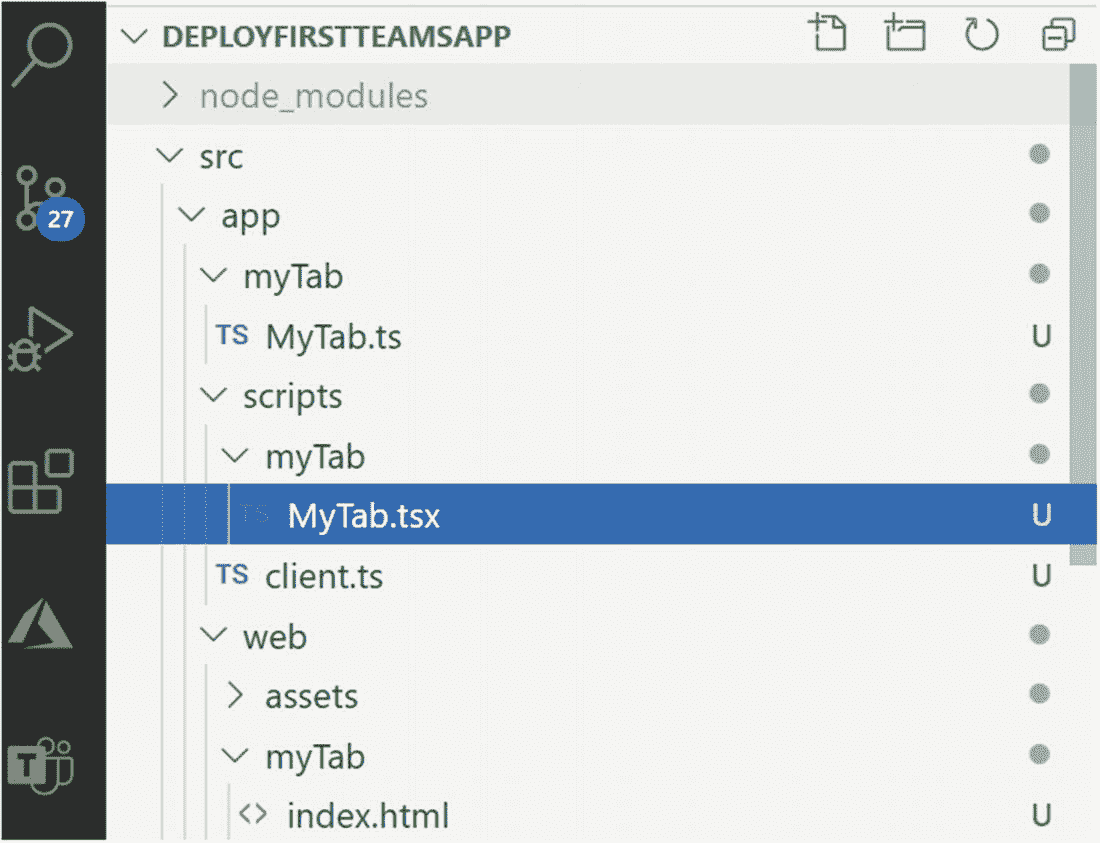 DEPLOYFIRSTTEAMSAPP
node_modules
src
27
app
myTab
TS MyTab.ts U
scripts
myTab
TS MyTab.tsx U
TS client.ts U
web
assets
myTab
T
<> index.html U